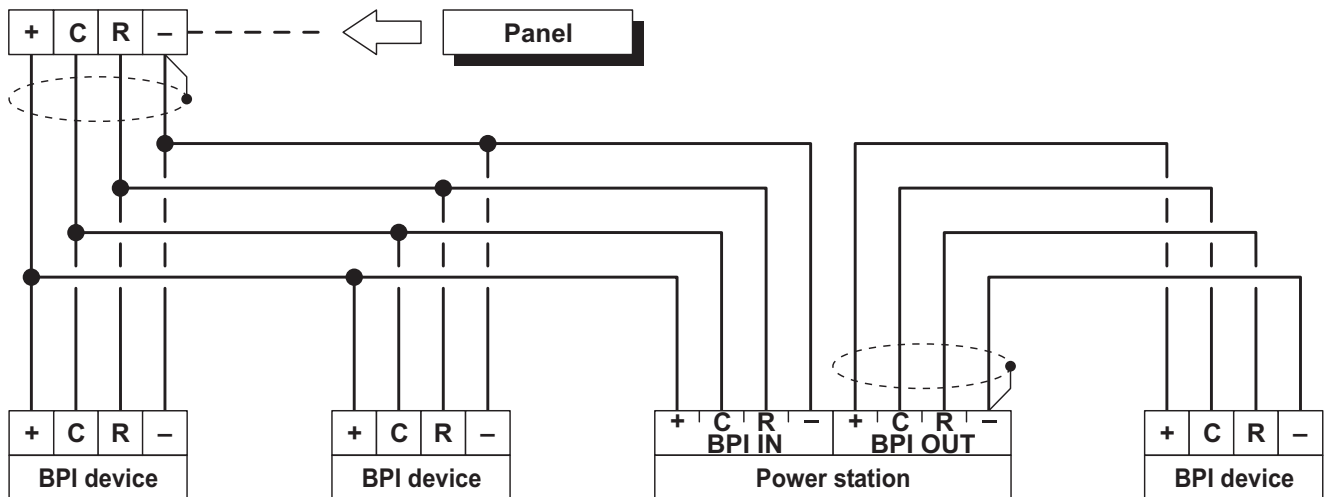 + C R –
Panel
+ C R –
BPI device
+ C R –
BPI device
+ C R –
BPI IN
+ C R –
BPI OUT
Power station
+ C R –
BPI device